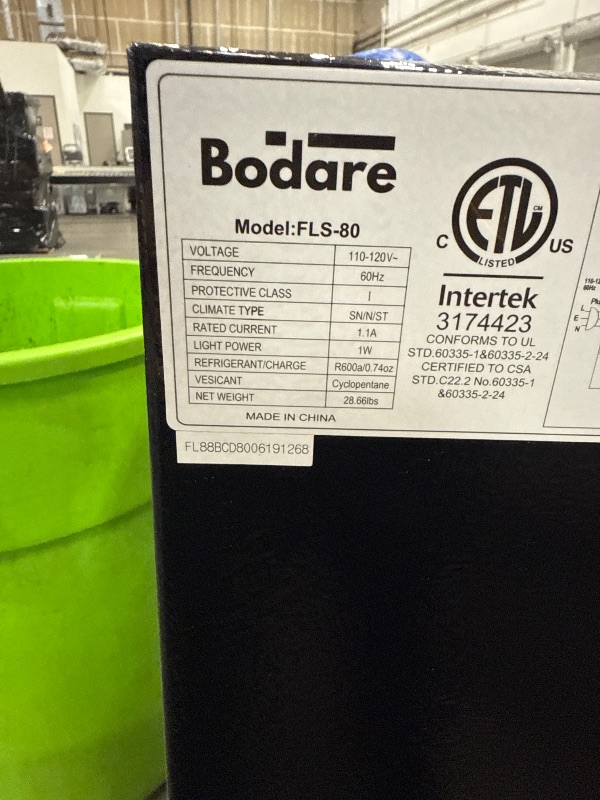 Bodare
Model:FLS-80
VOLTAGE 110-120V~
FREQUENCY 60Hz
PROTECTIVE CLASS I
CLIMATE TYPE SN/N/ST
RATED CURRENT 1.1A
LIGHT POWER 1W
REFRIGERANT/CHARGE R600a/0.74oz
VESICANT Cyclopentane
NET WEIGHT 28.66lbs
MADE IN CHINA
FL88BCD8006191268
CM
ETL
C US
LISTED
Intertek
3174423
CONFORMS TO UL
STD.60335-1&60335-2-24
CERTIFIED TO CSA
STD.C22.2 No.60335-1
&60335-2-24
60Hz
L
E
N